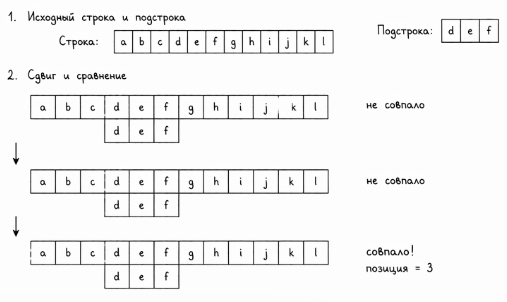 1. Исходный строка и подстрока
Строка: a b c d e f g h i j k l
Подстрока: d e f
2. Сдвиг и сравнение
a b c d e f g h i j k l не совпало
d e f
a b c d e f g h i j k l не совпало
d e f
a b c d e f g h i j k l совпало!
d e f позиция = 3